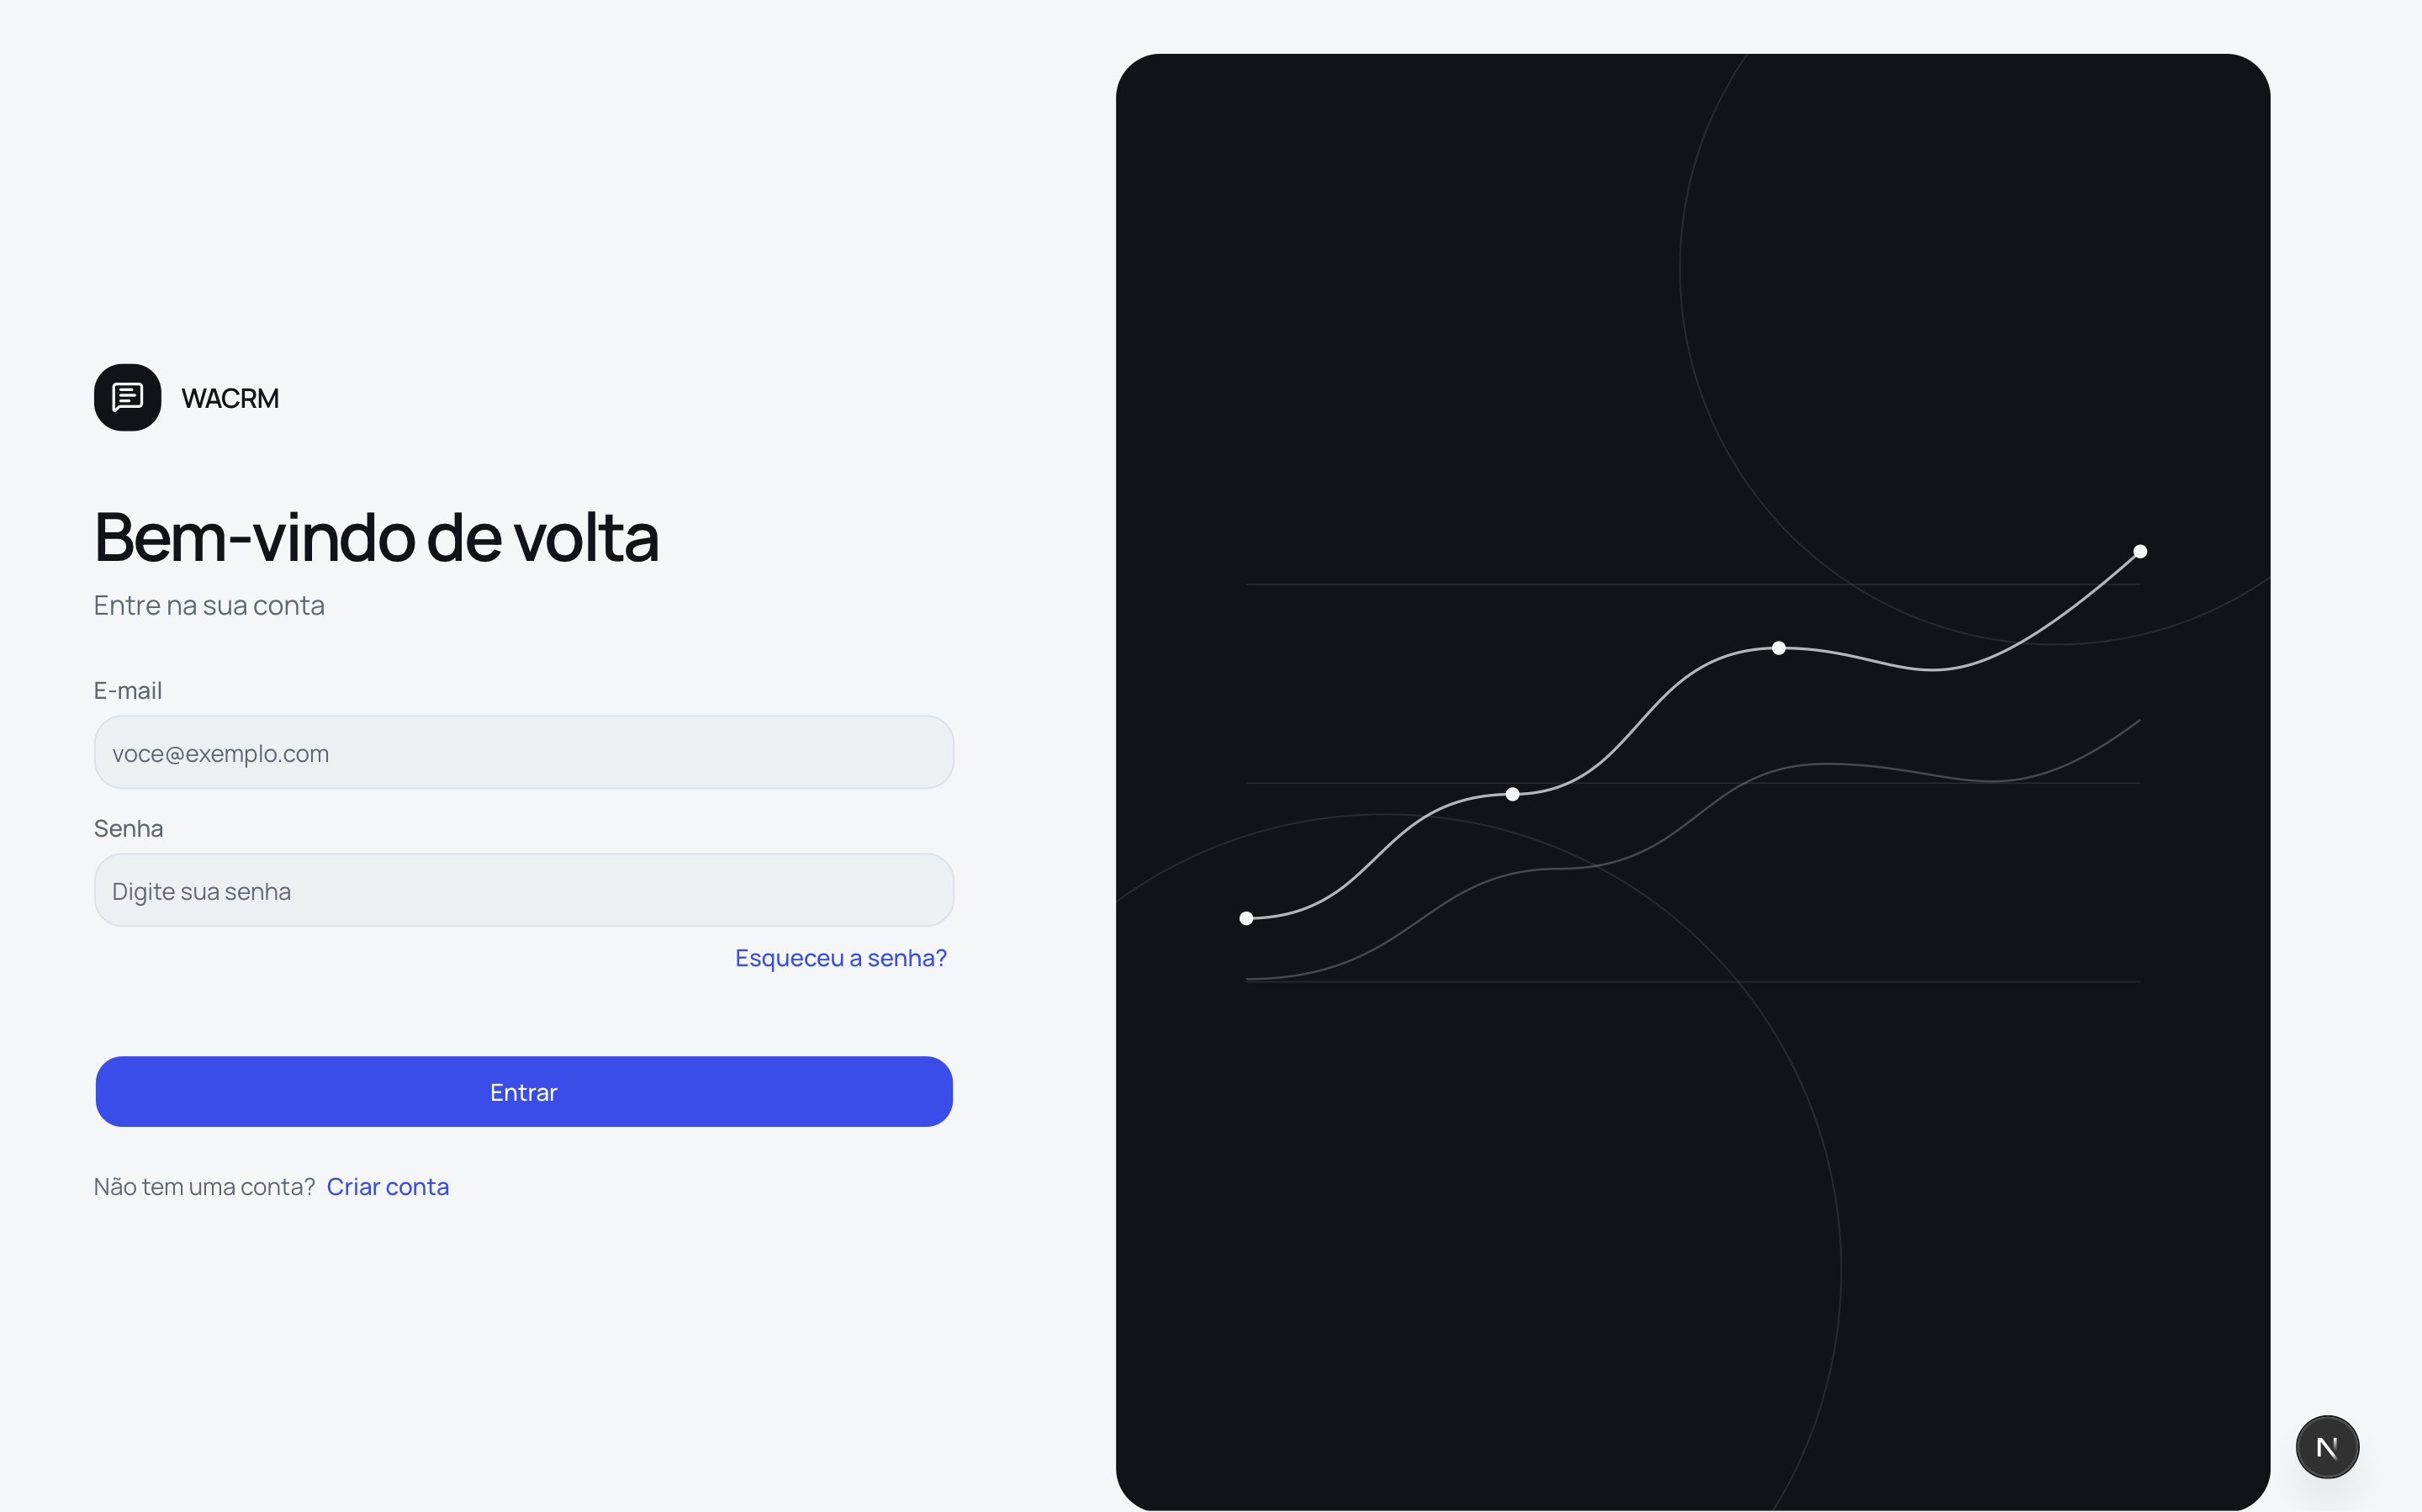 WACRM
Bem-vindo de volta
Entre na sua conta
E-mail
voce@exemplo.com
Senha
Digite sua senha
Esqueceu a senha?
Entrar
Não tem uma conta? Criar conta
N